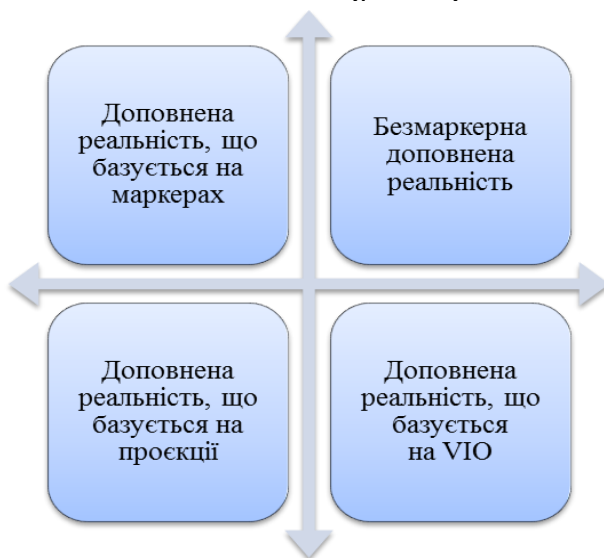 Доповнена
реальність, що
базується на
маркерах
Безмаркерна
доповнена
реальність
Доповнена
реальність, що
базується на
проєкції
Доповнена
реальність, що
базується
на VIO